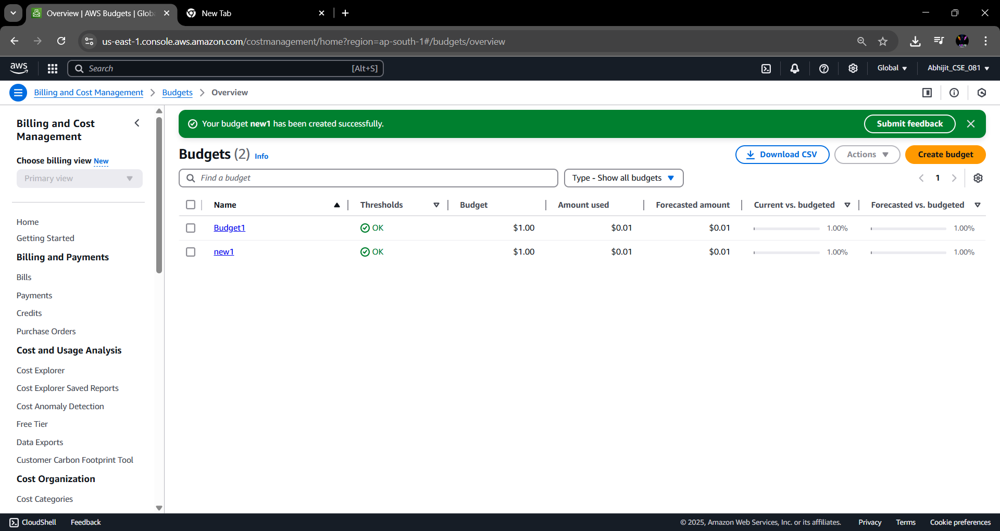 Overview | AWS Budgets | Glob
New Tab
us-east-1.console.aws.amazon.com/costmanagement/home?region=ap-south-1#/budgets/overview
aws
Search
[Alt+S]
Global
Abhijit_CSE_081
Billing and Cost Management
Budgets
Overview
Billing and Cost
Management
Choose billing view New
Primary view
Home
Getting Started
Billing and Payments
Bills
Payments
Credits
Purchase Orders
Cost and Usage Analysis
Cost Explorer
Cost Explorer Saved Reports
Cost Anomaly Detection
Free Tier
Data Exports
Customer Carbon Footprint Tool
Cost Organization
Cost Categories
Your budget new1 has been created successfully.
Submit feedback
Budgets (2) Info
Download CSV
Actions
Create budget
Find a budget
Type - Show all budgets
1
Name Thresholds Budget Amount used Forecasted amount Current vs. budgeted Forecasted vs. budgeted
Budget1 OK $1.00 $0.01 $0.01 1.00% 1.00%
new1 OK $1.00 $0.01 $0.01 1.00% 1.00%
CloudShell
Feedback
© 2025, Amazon Web Services, Inc. or its affiliates.
Privacy
Terms
Cookie preferences